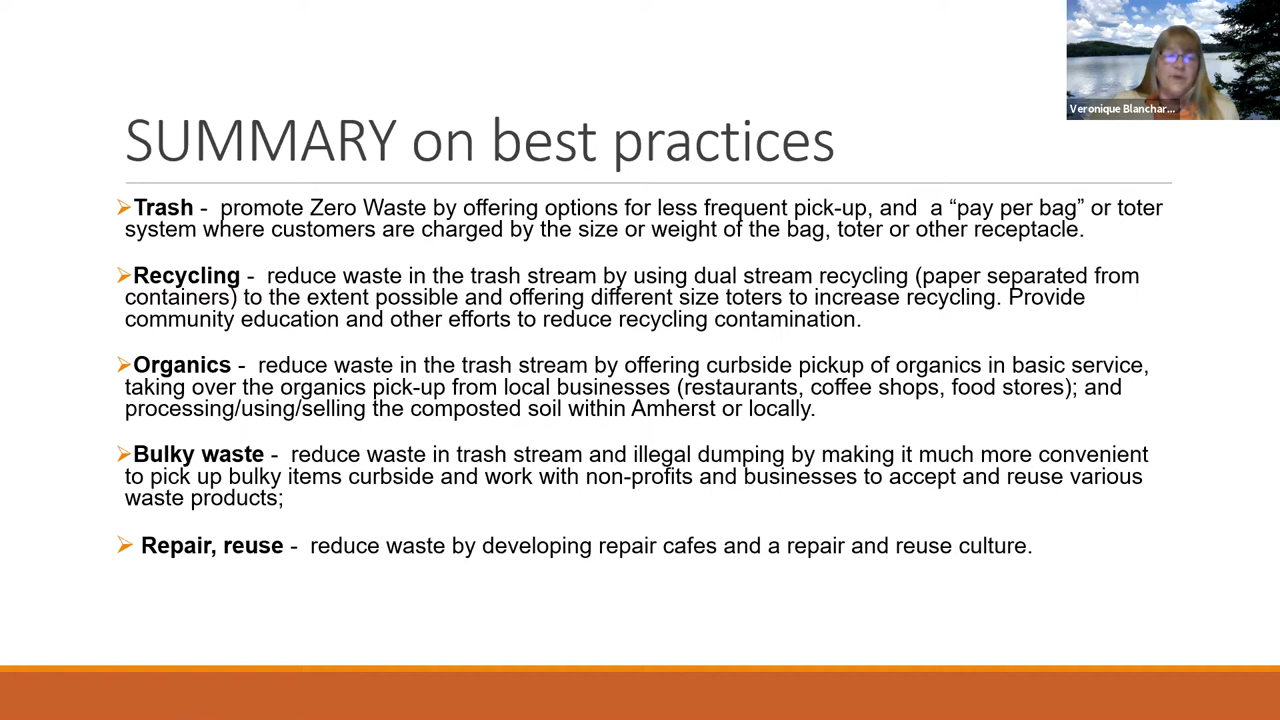 Veronique Blanchar...
SUMMARY on best practices
➢Trash - promote Zero Waste by offering options for less frequent pick-up, and a “pay per bag” or toter
system where customers are charged by the size or weight of the bag, toter or other receptacle.
➢Recycling - reduce waste in the trash stream by using dual stream recycling (paper separated from
containers) to the extent possible and offering different size toters to increase recycling. Provide
community education and other efforts to reduce recycling contamination.
➢Organics - reduce waste in the trash stream by offering curbside pickup of organics in basic service,
taking over the organics pick-up from local businesses (restaurants, coffee shops, food stores); and
processing/using/selling the composted soil within Amherst or locally.
➢Bulky waste - reduce waste in trash stream and illegal dumping by making it much more convenient
to pick up bulky items curbside and work with non-profits and businesses to accept and reuse various
waste products;
➢ Repair, reuse - reduce waste by developing repair cafes and a repair and reuse culture.